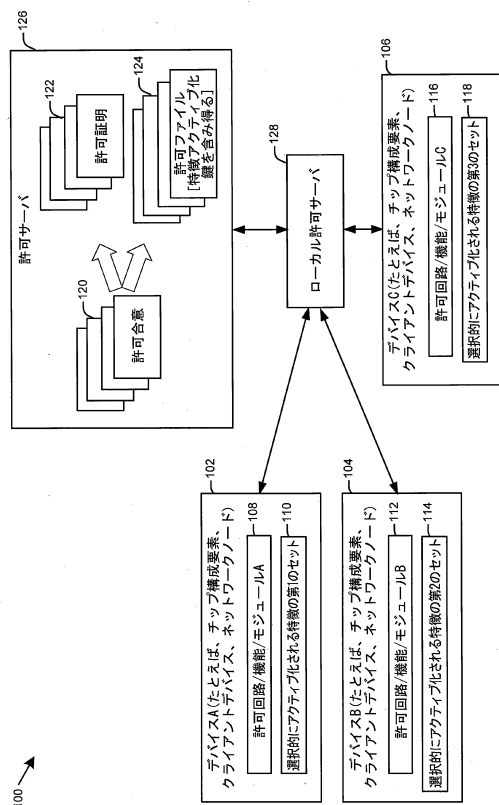 100
126
許可サーバ
120
許可合意
122
許可証明
124
許可ファイル
[特徴アクティブ化
鍵を含み得る]
128
ローカル許可サーバ
102
デバイスA(たとえば、チップ構成要素、
クライアントデバイス、ネットワークノード)
108
許可回路/機能/モジュールA
110
選択的にアクティブ化される特徴の第1のセット
104
デバイスB(たとえば、チップ構成要素、
クライアントデバイス、ネットワークノード)
112
許可回路/機能/モジュールB
114
選択的にアクティブ化される特徴の第2のセット
106
デバイスC(たとえば、チップ構成要素、
クライアントデバイス、ネットワークノード)
116
許可回路/機能/モジュールC
118
選択的にアクティブ化される特徴の第3のセット